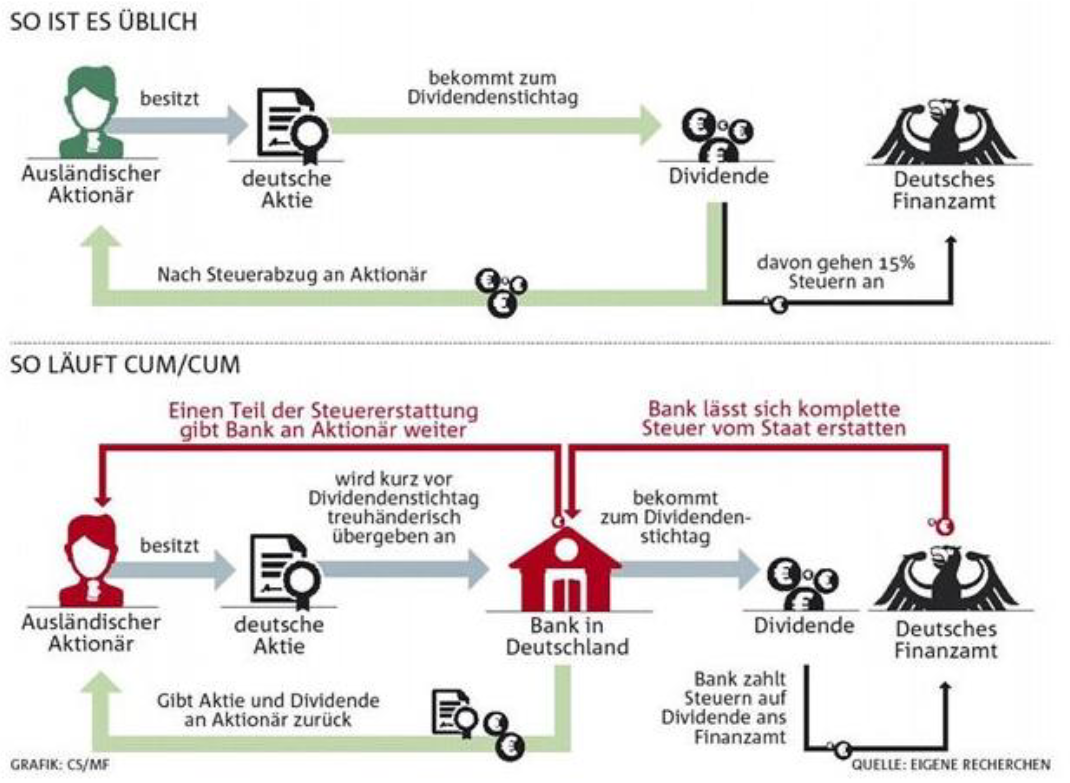 SO IST ES ÜBLICH
besitzt
bekommt zum
Dividendenstichtag
Ausländischer
Aktionär
deutsche
Aktie
Dividende
Deutsches
Finanzamt
Nach Steuerabzug an Aktionär
davon gehen 15%
Steuern an
SO LÄUFT CUM/CUM
Einen Teil der Steuererstattung
gibt Bank an Aktionär weiter
Bank lässt sich komplette
Steuer vom Staat erstatten
besitzt
wird kurz vor
Dividendenstichtag
treuhänderisch
übergeben an
bekommt
zum Dividenden-
stichtag
Ausländischer
Aktionär
deutsche
Aktie
Bank in
Deutschland
Dividende
Deutsches
Finanzamt
Gibt Aktie und Dividende
an Aktionär zurück
Bank zahlt
Steuern auf
Dividende ans
Finanzamt
GRAFIK: CS/MF
QUELLE: EIGENE RECHERCHEN